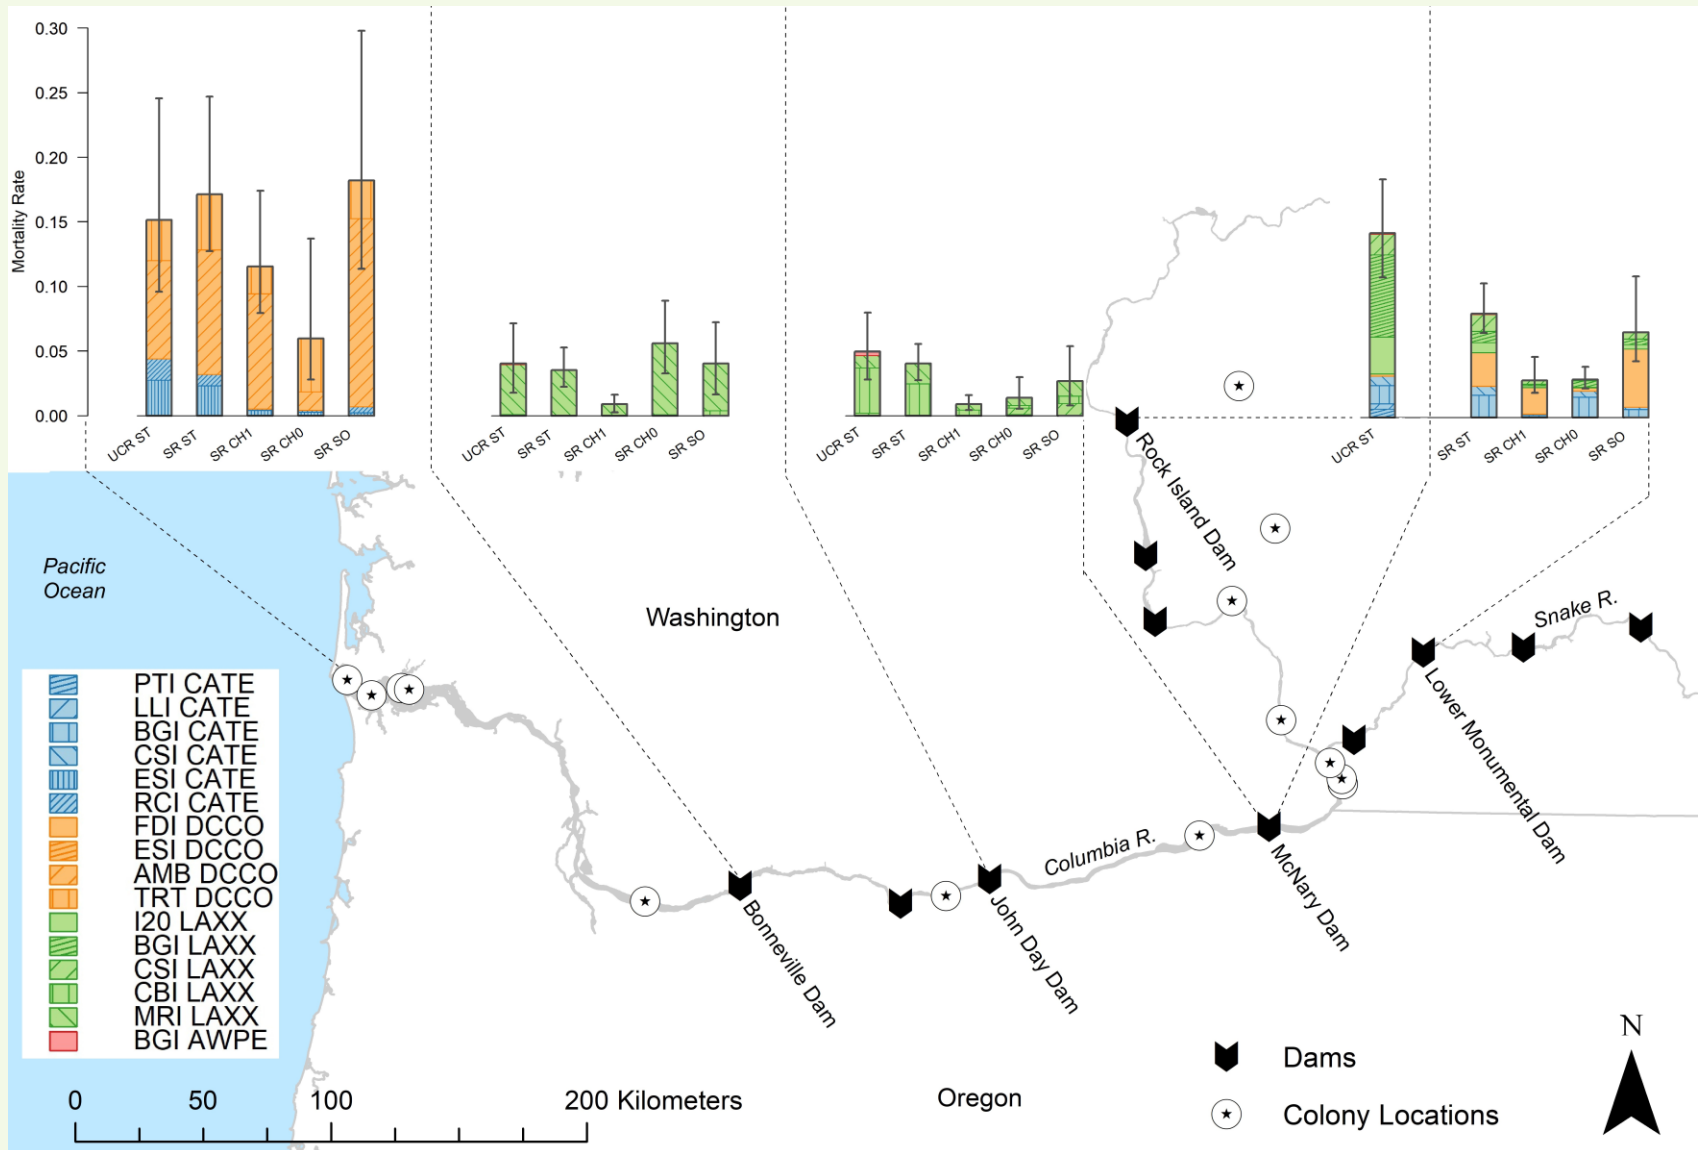 0.30
0.25
0.20
0.15
0.10
0.05
0.00
Mortality Rate
UCR ST
SR ST
SR CH1
SR CH0
SR SO
UCR ST
SR ST
SR CH1
SR CH0
SR SO
UCR ST
SR ST
SR CH1
SR CH0
SR SO
UCR ST
SR ST
SR CH1
SR CH0
SR SO
Rock Island Dam
Pacific
Ocean
Washington
Snake R.
Lower Monumental Dam
Columbia R.
McNary Dam
John Day Dam
Bonneville Dam
PTI CATE
LLI CATE
BGI CATE
CSI CATE
ESI CATE
RCI CATE
FDI DCCO
ESI DCCO
AMB DCCO
TRT DCCO
I20 LAXX
BGI LAXX
CSI LAXX
CBI LAXX
MRI LAXX
BGI AWPE
0 50 100 200 Kilometers
Oregon
Dams
Colony Locations
N